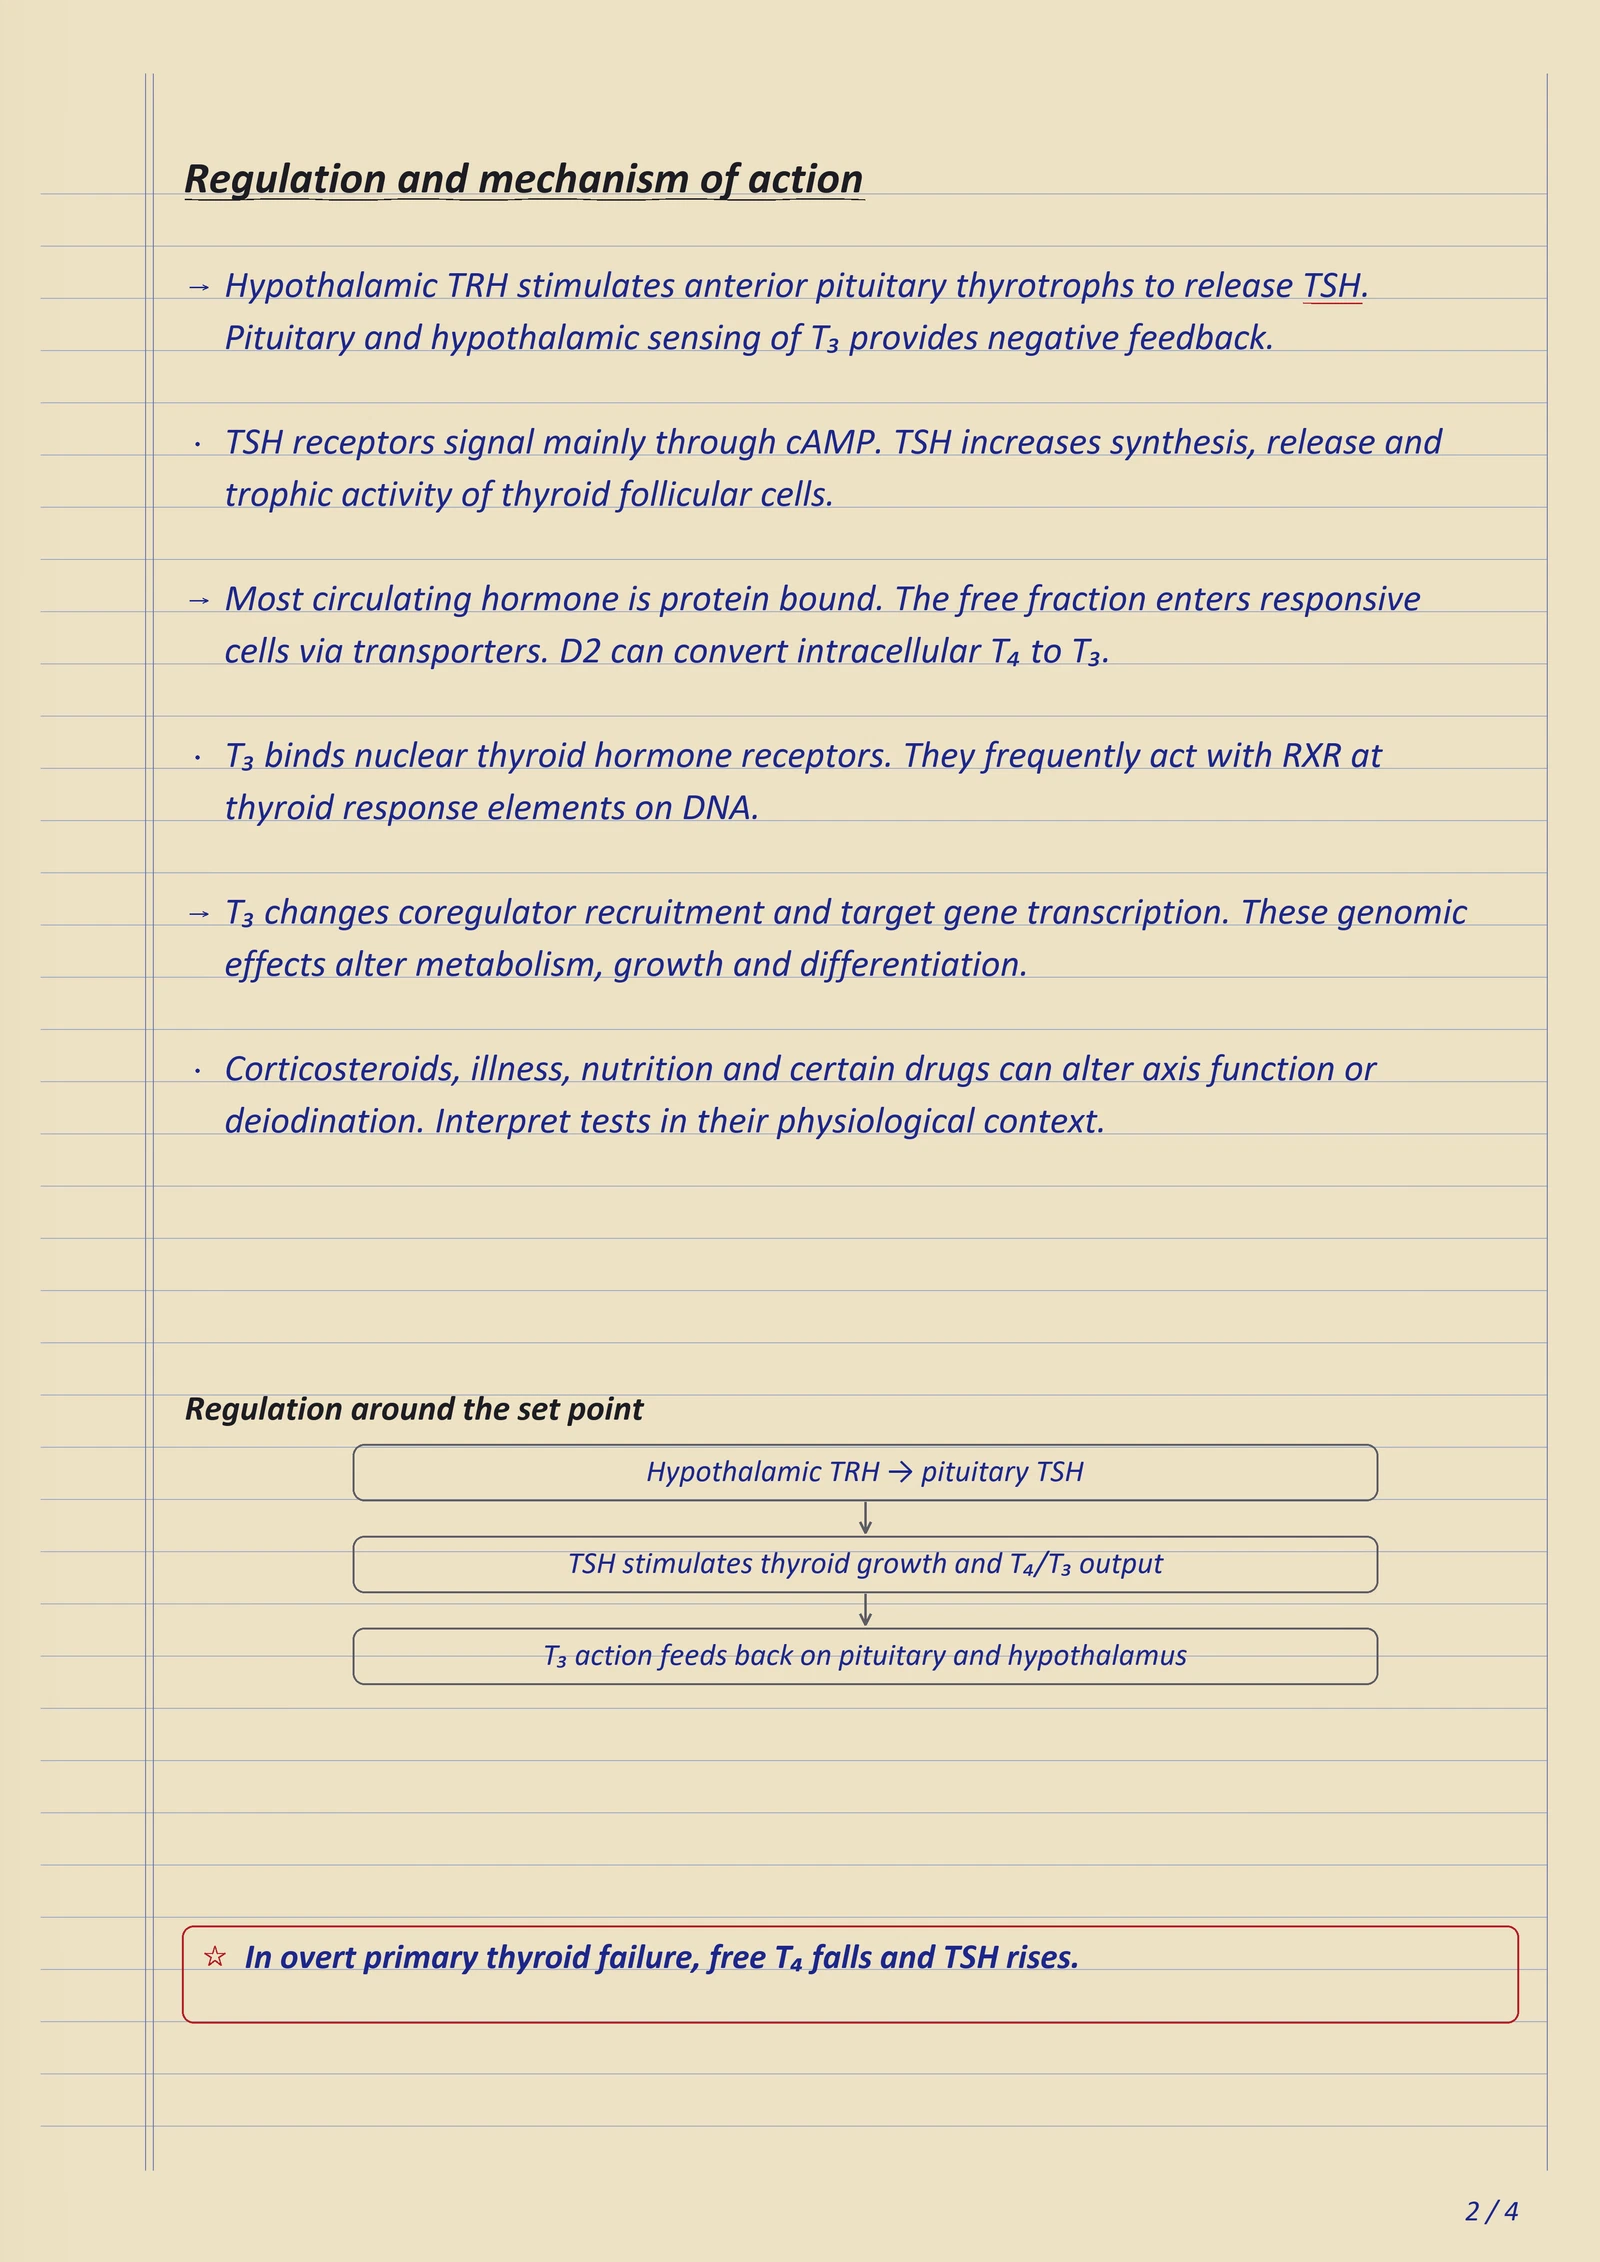 Regulation and mechanism of action
→ Hypothalamic TRH stimulates anterior pituitary thyrotrophs to release TSH.
Pituitary and hypothalamic sensing of T₃ provides negative feedback.
· TSH receptors signal mainly through cAMP. TSH increases synthesis, release and
trophic activity of thyroid follicular cells.
→ Most circulating hormone is protein bound. The free fraction enters responsive
cells via transporters. D2 can convert intracellular T₄ to T₃.
· T₃ binds nuclear thyroid hormone receptors. They frequently act with RXR at
thyroid response elements on DNA.
→ T₃ changes coregulator recruitment and target gene transcription. These genomic
effects alter metabolism, growth and differentiation.
· Corticosteroids, illness, nutrition and certain drugs can alter axis function or
deiodination. Interpret tests in their physiological context.
Regulation around the set point
Hypothalamic TRH → pituitary TSH
TSH stimulates thyroid growth and T₄/T₃ output
T₃ action feeds back on pituitary and hypothalamus
☆ In overt primary thyroid failure, free T₄ falls and TSH rises.
2 / 4